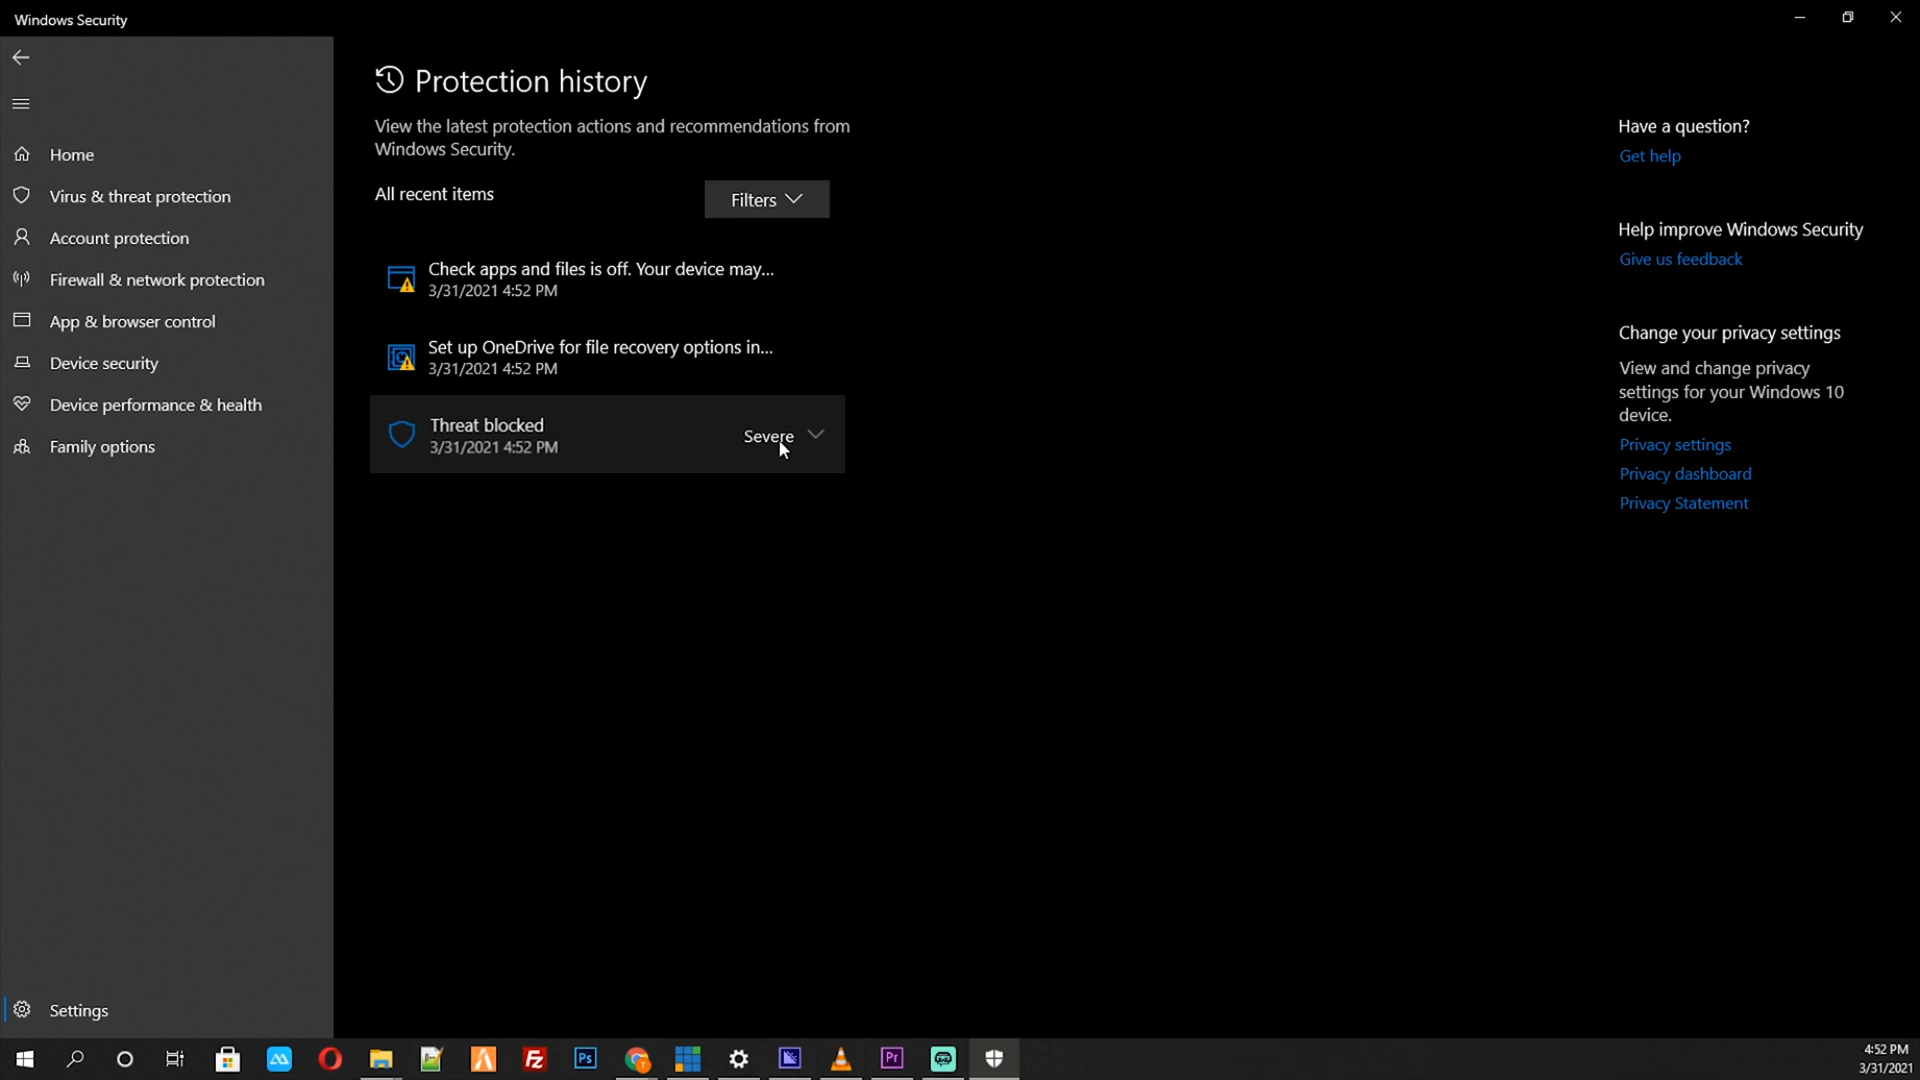 Windows Security
Home
Virus & threat protection
Account protection
Firewall & network protection
App & browser control
Device security
Device performance & health
Family options
Settings
Protection history
View the latest protection actions and recommendations from
Windows Security.
All recent items
Filters
Check apps and files is off. Your device may...
3/31/2021 4:52 PM
Set up OneDrive for file recovery options in...
3/31/2021 4:52 PM
Threat blocked
3/31/2021 4:52 PM
Severe
Have a question?
Get help
Help improve Windows Security
Give us feedback
Change your privacy settings
View and change privacy
settings for your Windows 10
device.
Privacy settings
Privacy dashboard
Privacy Statement
Fz
Ps
T
Pr
4:52 PM
3/31/2021